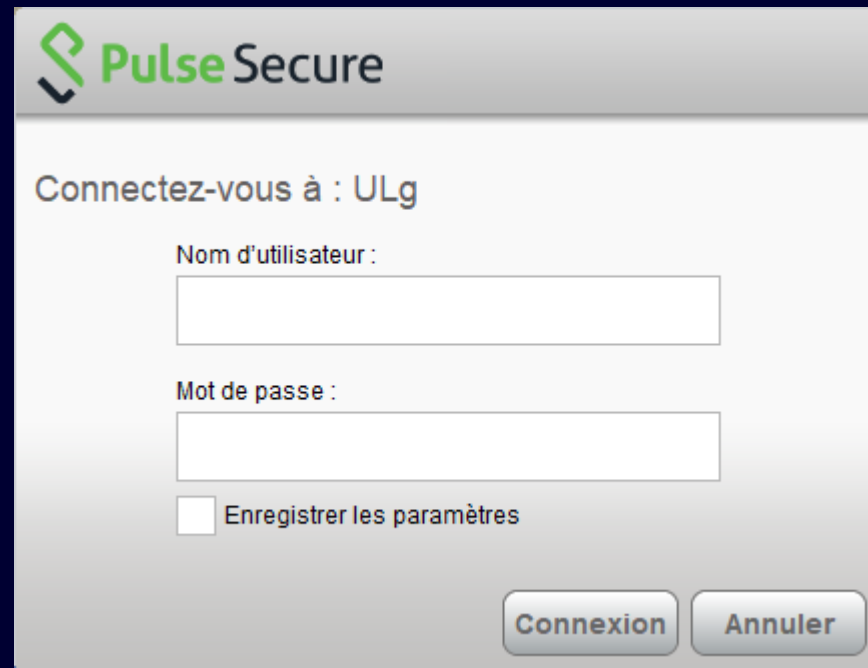 Pulse Secure
Connectez-vous à : ULg
Nom d’utilisateur :
Mot de passe :
Enregistrer les paramètres
Connexion Annuler